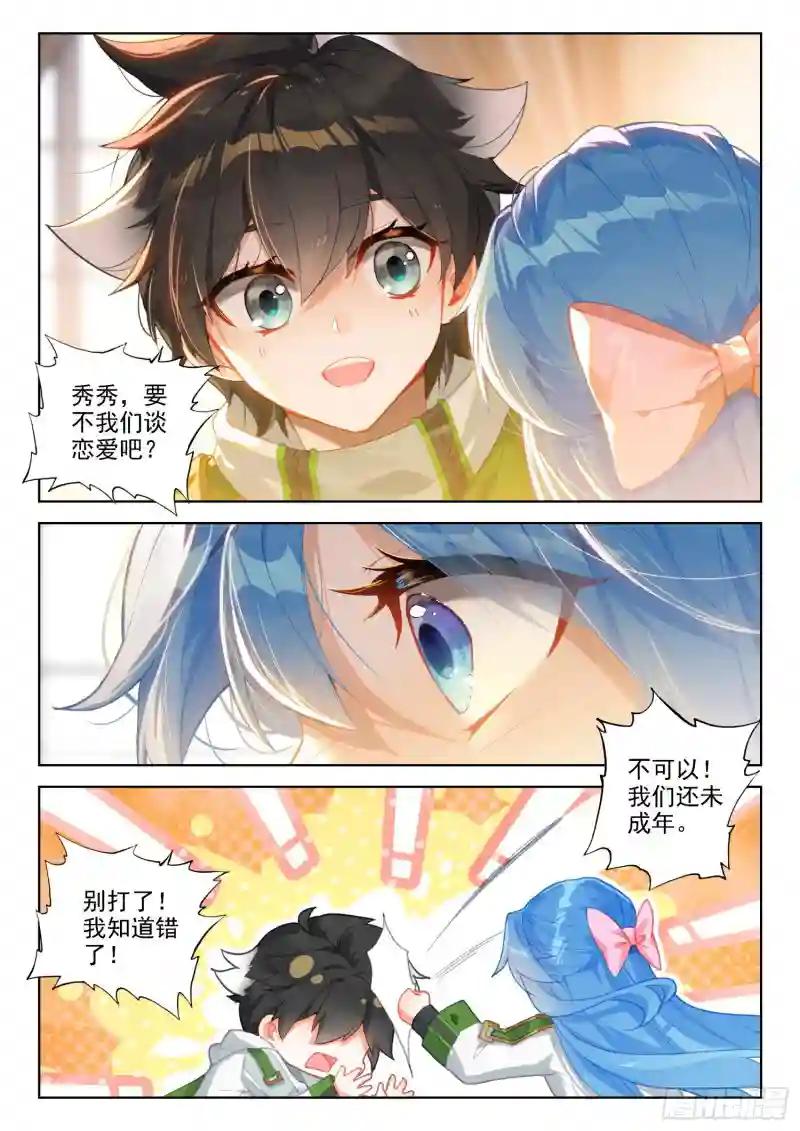 秀秀，要
不我们谈
恋爱吧？
不可以！
我们还未
成年。
别打了！
我知道错
了！